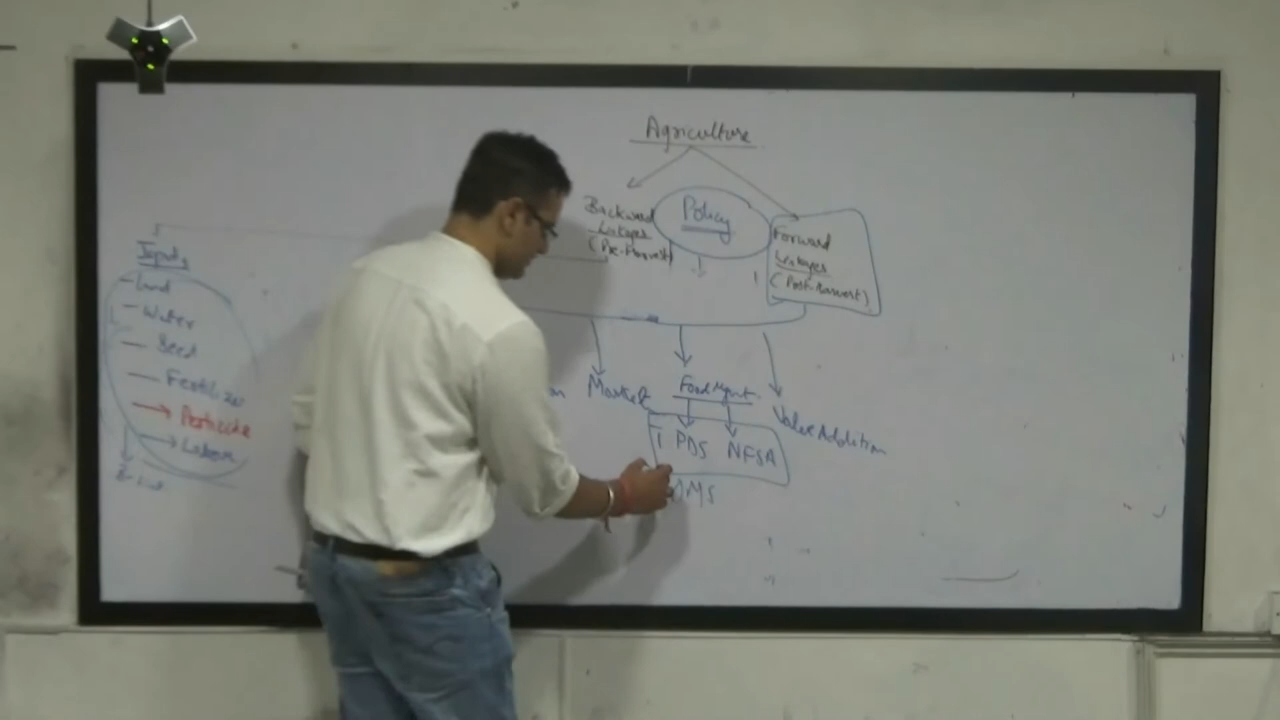 Agriculture
Backward
Linkages
(Pre-Harvest)
Policy
Forward
Linkages
(Post-Harvest)
Inputs
- Land
- Water
- Seed
- Fertilizer
→ Pesticide
→ Labour
Market
Food Mgmt.
Value Addition
PDS
NFSA